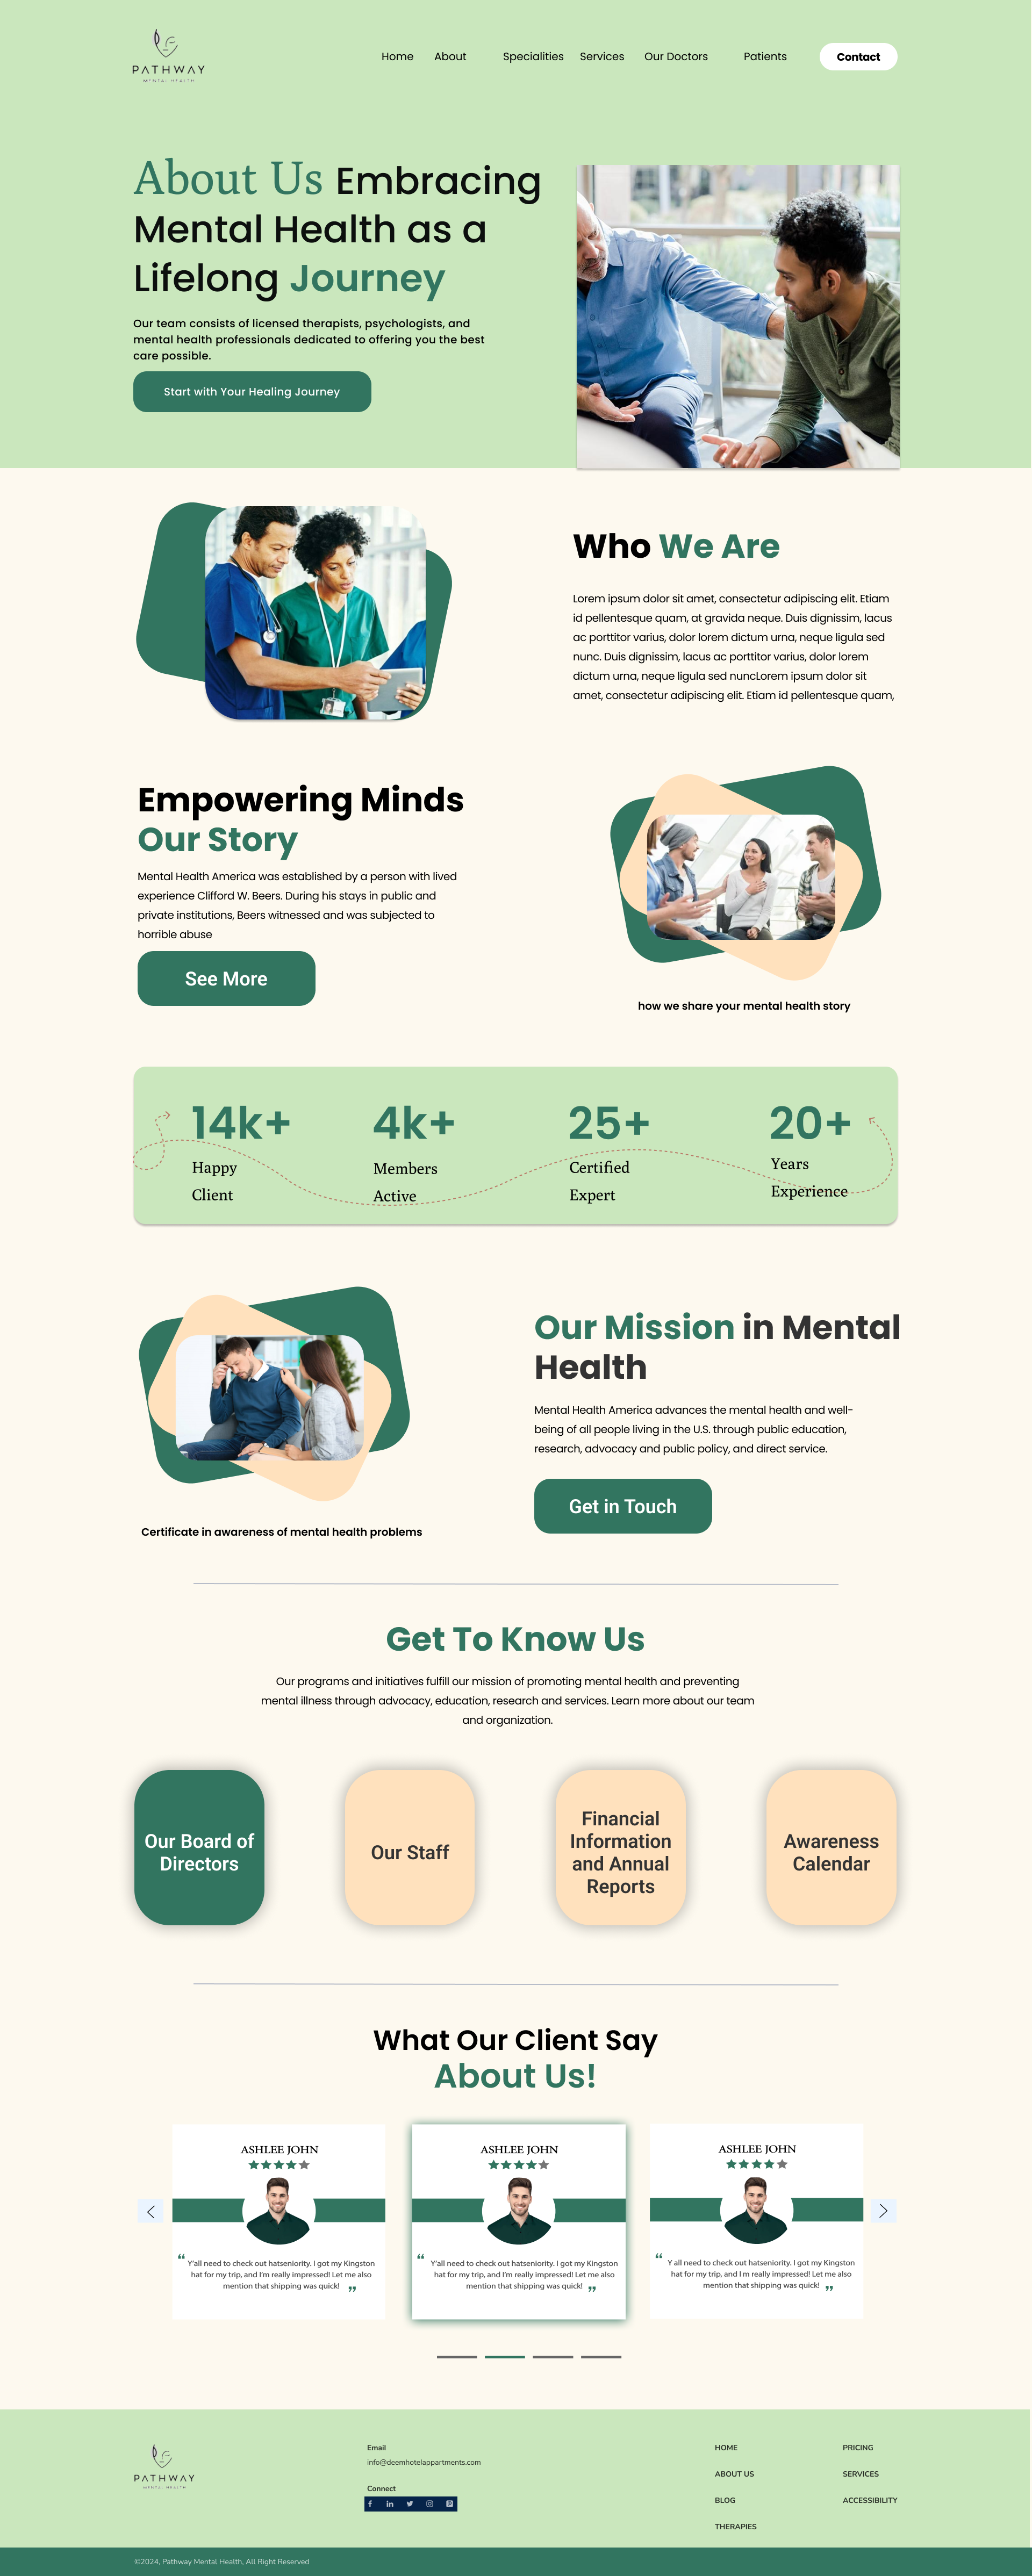 PATHWAY
MENTAL HEALTH
Home About Specialities Services Our Doctors Patients Contact
About Us Embracing
Mental Health as a
Lifelong Journey
Our team consists of licensed therapists, psychologists, and
mental health professionals dedicated to offering you the best
care possible.
Start with Your Healing Journey
Who We Are
Lorem ipsum dolor sit amet, consectetur adipiscing elit. Etiam
id pellentesque quam, at gravida neque. Duis dignissim, lacus
ac porttitor varius, dolor lorem dictum urna, neque ligula sed
nunc. Duis dignissim, lacus ac porttitor varius, dolor lorem
dictum urna, neque ligula sed nuncLorem ipsum dolor sit
amet, consectetur adipiscing elit. Etiam id pellentesque quam,
Empowering Minds
Our Story
Mental Health America was established by a person with lived
experience Clifford W. Beers. During his stays in public and
private institutions, Beers witnessed and was subjected to
horrible abuse
See More
how we share your mental health story
14k+
Happy
Client
4k+
Members
Active
25+
Certified
Expert
20+
Years
Experience
Our Mission in Mental
Health
Mental Health America advances the mental health and well-
being of all people living in the U.S. through public education,
research, advocacy and public policy, and direct service.
Get in Touch
Certificate in awareness of mental health problems
Get To Know Us
Our programs and initiatives fulfill our mission of promoting mental health and preventing
mental illness through advocacy, education, research and services. Learn more about our team
and organization.
Our Board of
Directors
Our Staff
Financial
Information
and Annual
Reports
Awareness
Calendar
What Our Client Say
About Us!
ASHLEE JOHN
“ Y'all need to check out hatseniority. I got my Kingston
hat for my trip, and I'm really impressed! Let me also
mention that shipping was quick! ”
ASHLEE JOHN
“ Y'all need to check out hatseniority. I got my Kingston
hat for my trip, and I'm really impressed! Let me also
mention that shipping was quick! ”
ASHLEE JOHN
“ Y'all need to check out hatseniority. I got my Kingston
hat for my trip, and I'm really impressed! Let me also
mention that shipping was quick! ”
PATHWAY
MENTAL HEALTH
Email
info@deemhotelappartments.com
Connect
HOME
ABOUT US
BLOG
THERAPIES
PRICING
SERVICES
ACCESSIBILITY
©2024, Pathway Mental Health, All Right Reserved